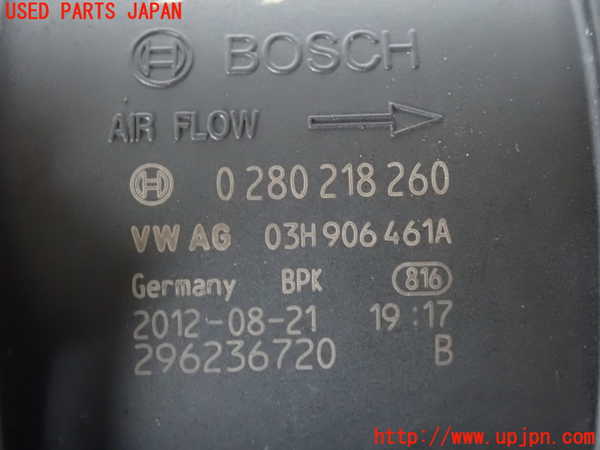 USED PARTS JAPAN
BOSCH
AIR FLOW
0 280 218 260
VW AG 03H 906 461A
Germany BPK 816
2012-08-21 19:17
296236720 B
http://www.upjpn.com/